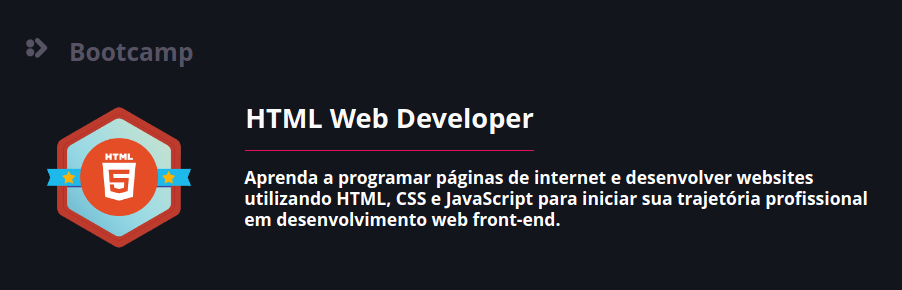 Bootcamp
HTML Web Developer
HTML
5
Aprenda a programar páginas de internet e desenvolver websites
utilizando HTML, CSS e JavaScript para iniciar sua trajetória profissional
em desenvolvimento web front-end.